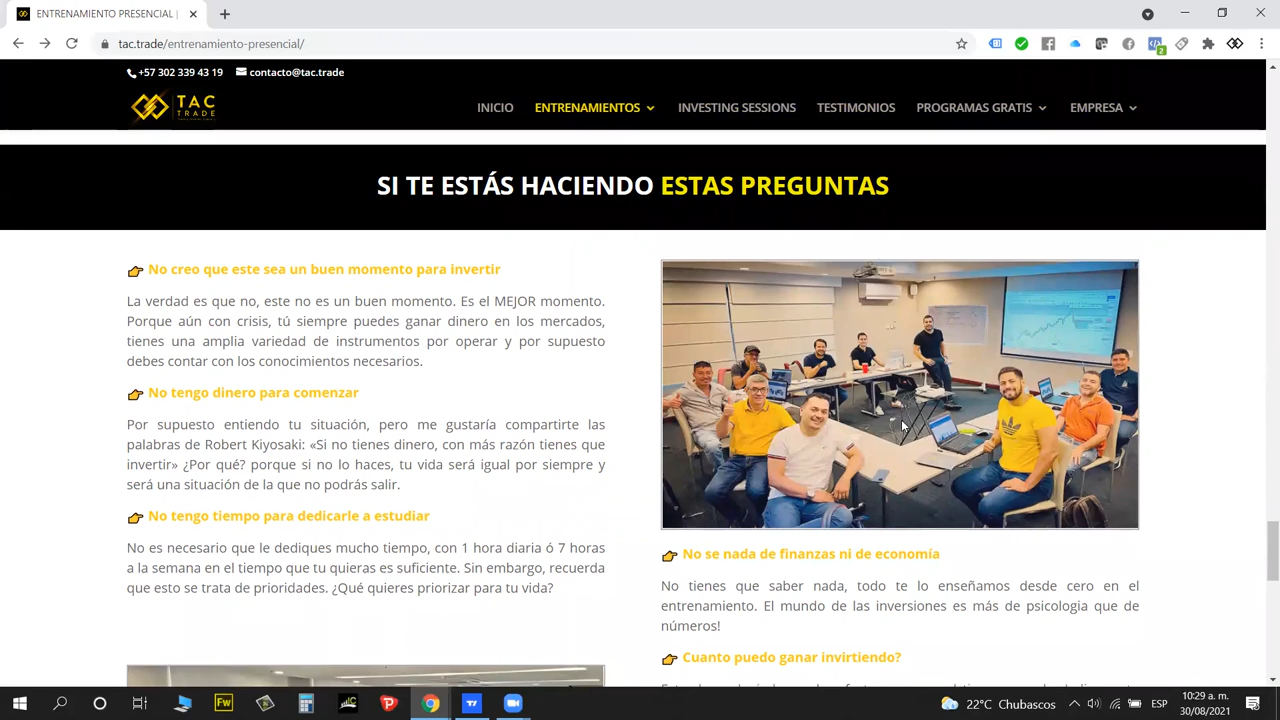 ENTRENAMIENTO PRESENCIAL |
tac.trade/entrenamiento-presencial/
2
+57 302 339 43 19 contacto@tac.trade
TAC
TRADE
INICIO ENTRENAMIENTOS INVESTING SESSIONS TESTIMONIOS PROGRAMAS GRATIS EMPRESA
SI TE ESTÁS HACIENDO ESTAS PREGUNTAS
No creo que este sea un buen momento para invertir
La verdad es que no, este no es un buen momento. Es el MEJOR momento.
Porque aún con crisis, tú siempre puedes ganar dinero en los mercados,
tienes una amplia variedad de instrumentos por operar y por supuesto
debes contar con los conocimientos necesarios.
No tengo dinero para comenzar
Por supuesto entiendo tu situación, pero me gustaría compartirte las
palabras de Robert Kiyosaki: «Si no tienes dinero, con más razón tienes que
invertir» ¿Por qué? porque si no lo haces, tu vida será igual por siempre y
será una situación de la que no podrás salir.
No tengo tiempo para dedicarle a estudiar
No es necesario que le dediques mucho tiempo, con 1 hora diaria ó 7 horas
a la semana en el tiempo que tu quieras es suficiente. Sin embargo, recuerda
que esto se trata de prioridades. ¿Qué quieres priorizar para tu vida?
No se nada de finanzas ni de economía
No tienes que saber nada, todo te lo enseñamos desde cero en el
entrenamiento. El mundo de las inversiones es más de psicologia que de
números!
Cuanto puedo ganar invirtiendo?
Fw
22°C Chubascos
ESP
10:29 a. m.
30/08/2021